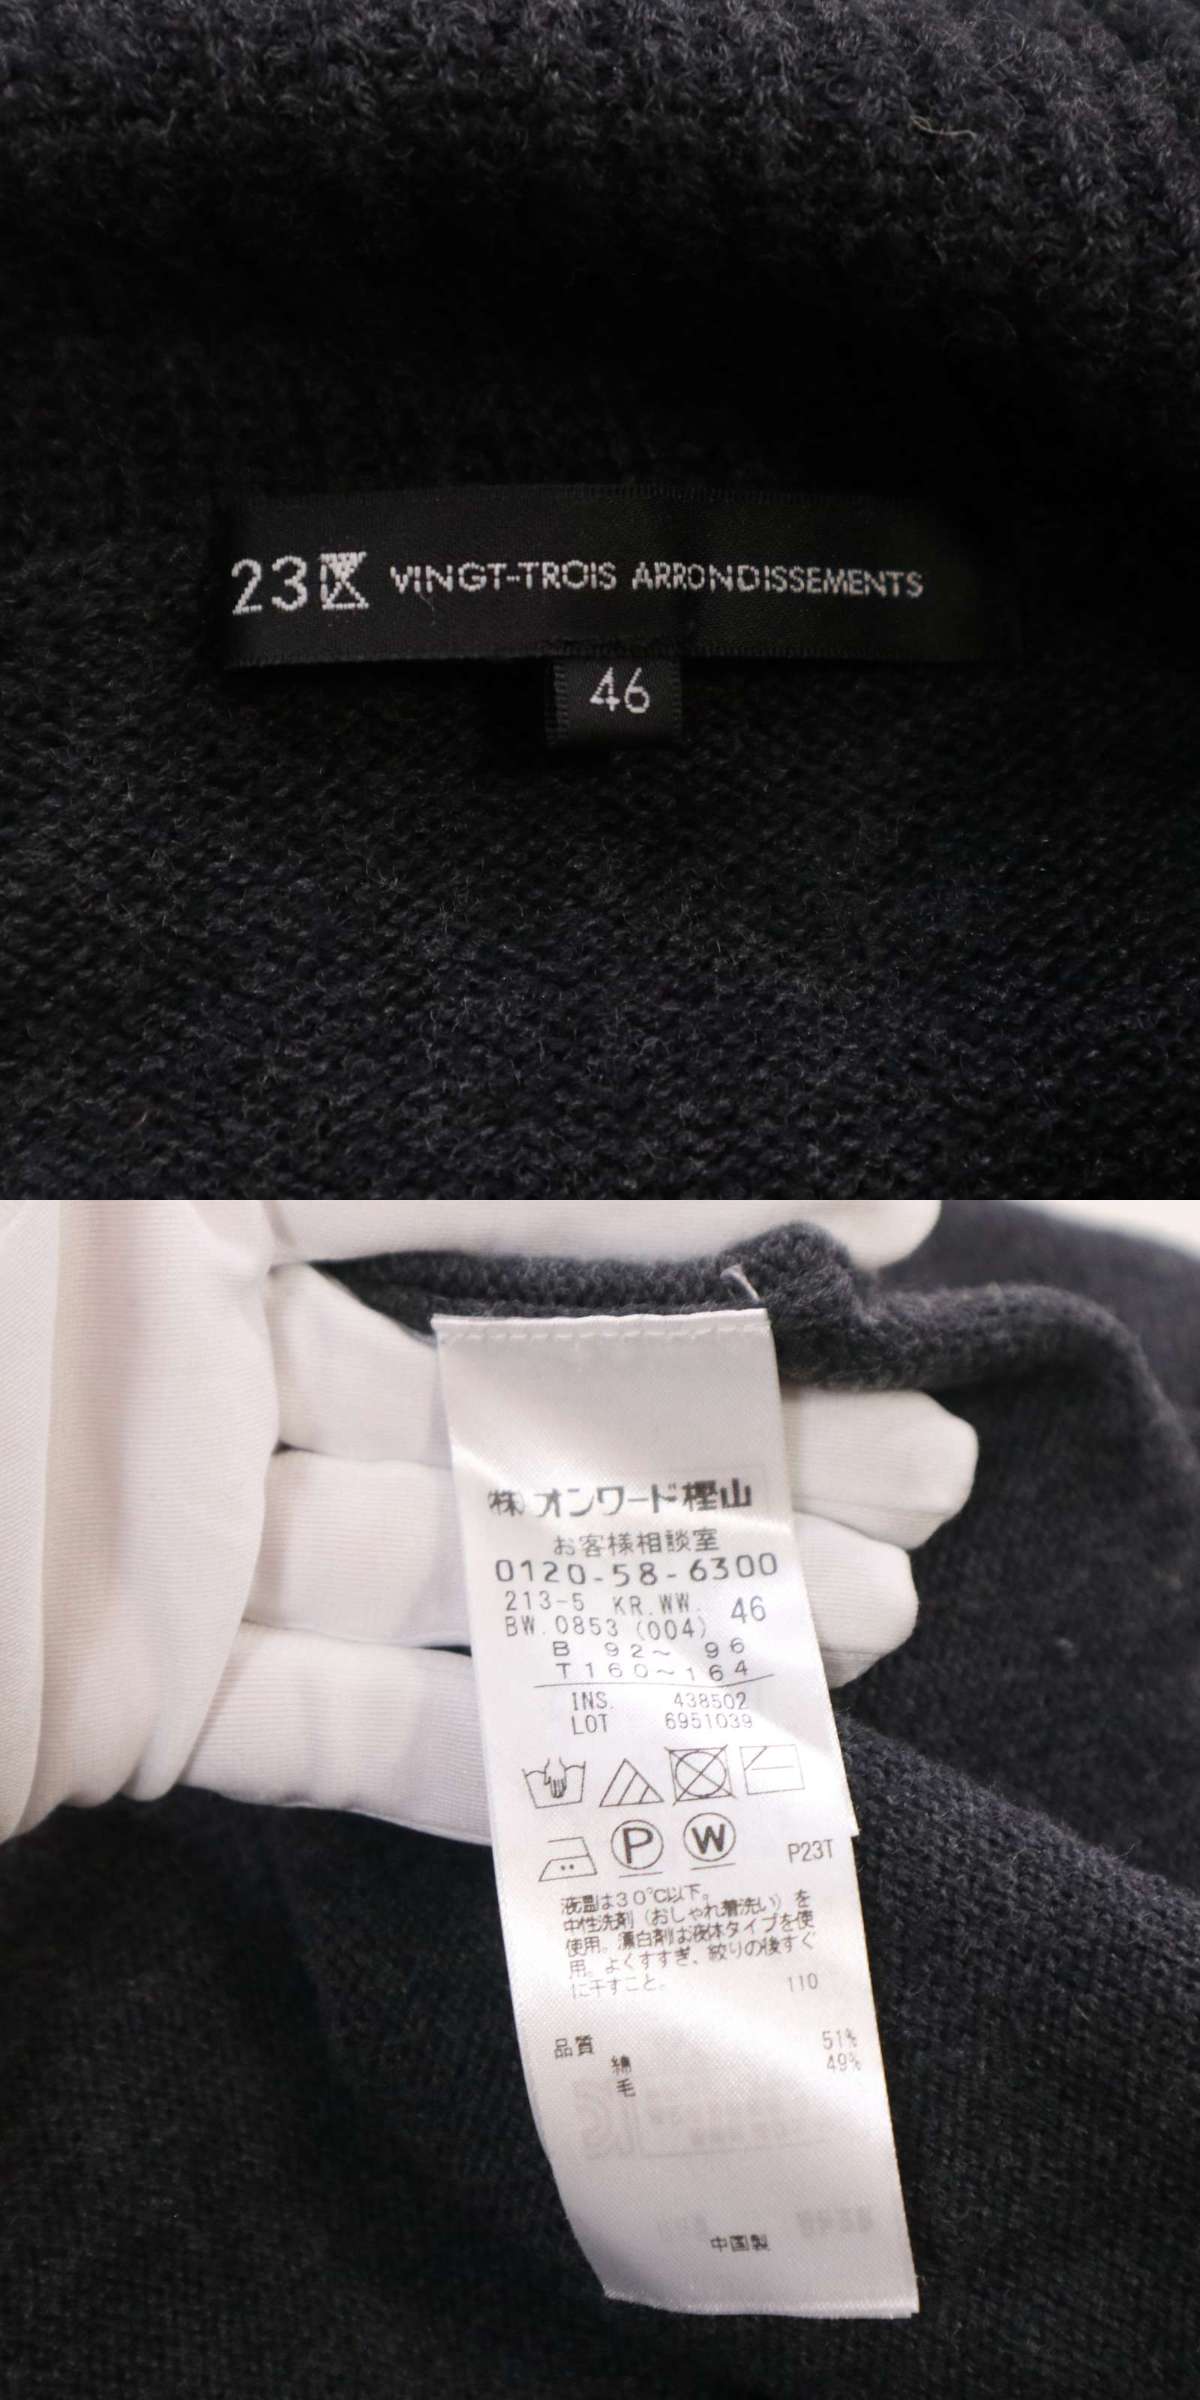 23区 VINGT-TROIS ARRONDISSEMENTS
46
(株)オンワード樫山
お客様相談室
0120-58-6300
213-5 KR.WW. 46
BW.0853 (004)
B 92～ 96
T160～164
INS. 438502
LOT 6951039
P W P23T
液温は30℃以下。
中性洗剤(おしゃれ着洗い)を
使用。漂白剤は液体タイプを使
用。よくすすぎ、絞りの後すぐ
に干すこと。 110
品質 51%
綿 49%
毛
中国製